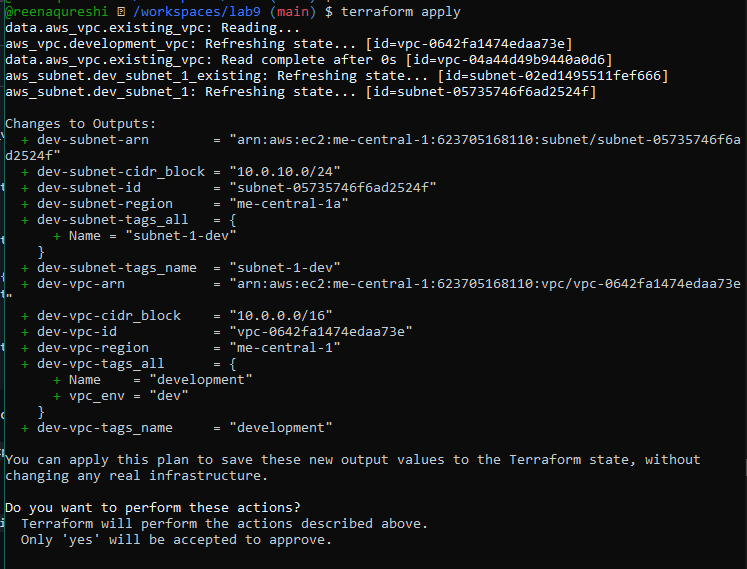 @reenaqureshi /workspaces/lab9 (main) $ terraform apply
data.aws_vpc.existing_vpc: Reading...
aws_vpc.development_vpc: Refreshing state... [id=vpc-0642fa1474edaa73e]
data.aws_vpc.existing_vpc: Read complete after 0s [id=vpc-04a44d49b9440a0d6]
aws_subnet.dev_subnet_1_existing: Refreshing state... [id=subnet-02ed1495511fef666]
aws_subnet.dev_subnet_1: Refreshing state... [id=subnet-05735746f6ad2524f]
Changes to Outputs:
+ dev-subnet-arn = "arn:aws:ec2:me-central-1:623705168110:subnet/subnet-05735746f6a
d2524f"
+ dev-subnet-cidr_block = "10.0.10.0/24"
+ dev-subnet-id = "subnet-05735746f6ad2524f"
+ dev-subnet-region = "me-central-1a"
+ dev-subnet-tags_all = {
+ Name = "subnet-1-dev"
}
+ dev-subnet-tags_name = "subnet-1-dev"
+ dev-vpc-arn = "arn:aws:ec2:me-central-1:623705168110:vpc/vpc-0642fa1474edaa73e
"
+ dev-vpc-cidr_block = "10.0.0.0/16"
+ dev-vpc-id = "vpc-0642fa1474edaa73e"
+ dev-vpc-region = "me-central-1"
+ dev-vpc-tags_all = {
+ Name = "development"
+ vpc_env = "dev"
}
+ dev-vpc-tags_name = "development"
You can apply this plan to save these new output values to the Terraform state, without
changing any real infrastructure.
Do you want to perform these actions?
Terraform will perform the actions described above.
Only 'yes' will be accepted to approve.